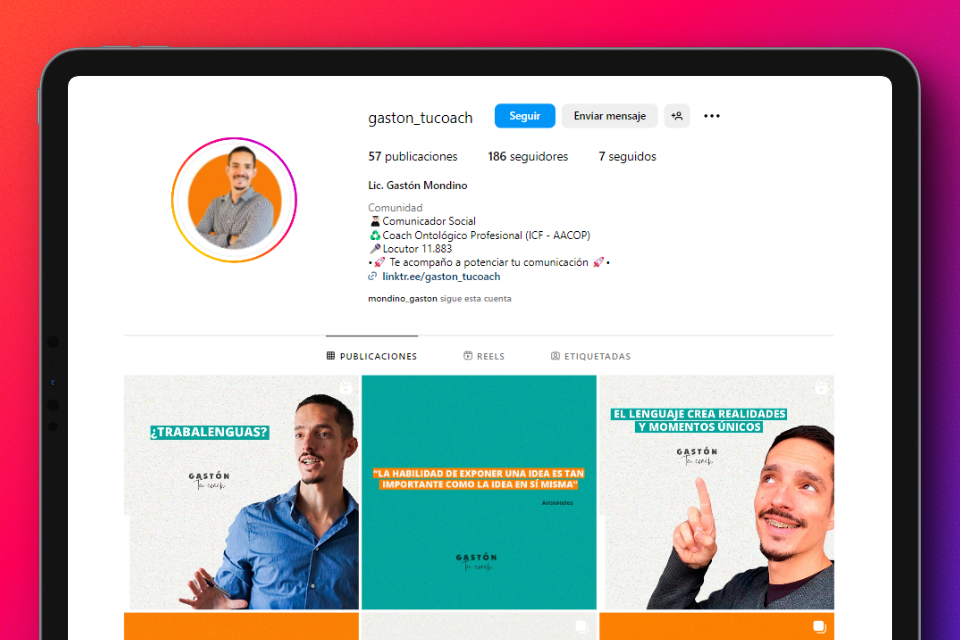 gaston_tucoach Seguir Enviar mensaje
57 publicaciones 186 seguidores 7 seguidos
Lic. Gastón Mondino
Comunidad
Comunicador Social
Coach Ontológico Profesional (ICF - AACOP)
Locutor 11.883
• Te acompaño a potenciar tu comunicación •
linktr.ee/gaston_tucoach
mondino_gaston sigue esta cuenta
PUBLICACIONES REELS ETIQUETADAS
¿TRABALENGUAS?
GASTÓN
Tu coach
“LA HABILIDAD DE EXPONER UNA IDEA ES TAN
IMPORTANTE COMO LA IDEA EN SÍ MISMA”
Aristóteles
GASTÓN
Tu coach
EL LENGUAJE CREA REALIDADES
Y MOMENTOS ÚNICOS
GASTÓN
Tu coach